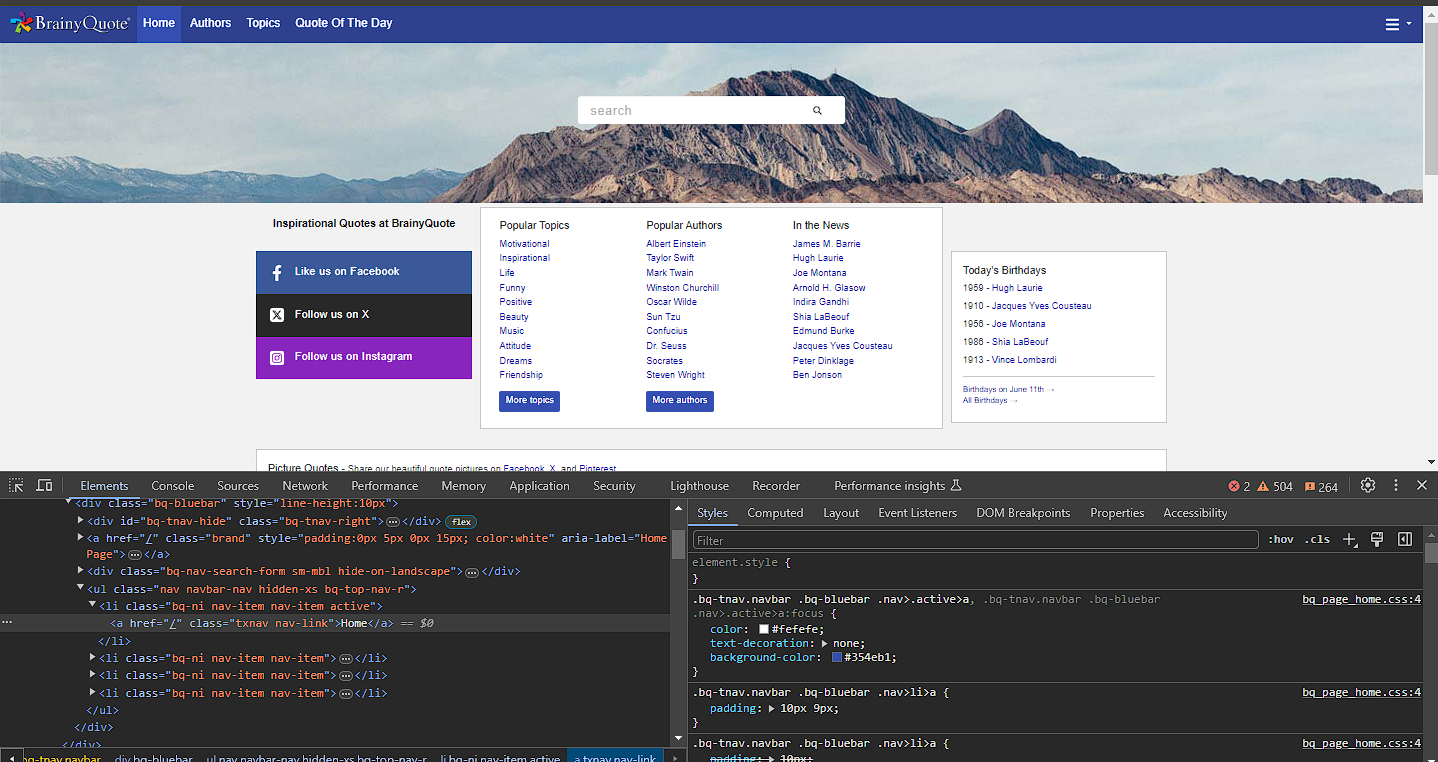 BrainyQuote Home Authors Topics Quote Of The Day
search
Inspirational Quotes at BrainyQuote
Like us on Facebook
Follow us on X
Follow us on Instagram
Popular Topics
Motivational
Inspirational
Life
Funny
Positive
Beauty
Music
Attitude
Dreams
Friendship
More topics
Popular Authors
Albert Einstein
Taylor Swift
Mark Twain
Winston Churchill
Oscar Wilde
Sun Tzu
Confucius
Dr. Seuss
Socrates
Steven Wright
More authors
In the News
James M. Barrie
Hugh Laurie
Joe Montana
Arnold H. Glasow
Indira Gandhi
Shia LaBeouf
Edmund Burke
Jacques Yves Cousteau
Peter Dinklage
Ben Jonson
Today's Birthdays
1959 - Hugh Laurie
1910 - Jacques Yves Cousteau
1956 - Joe Montana
1986 - Shia LaBeouf
1913 - Vince Lombardi
Birthdays on June 11th →
All Birthdays →
Picture Quotes - Share our beautiful quote pictures on Facebook, X, and Pinterest
Elements Console Sources Network Performance Memory Application Security Lighthouse Recorder Performance insights 2 504 264
<div class="bq-bluebar" style="line-height:10px">
<div id="bq-tnav-hide" class="bq-tnav-right">…</div> flex
<a href="/" class="brand" style="padding:0px 5px 0px 15px; color:white" aria-label="Home
Page">…</a>
<div class="bq-nav-search-form sm-mbl hide-on-landscape">…</div>
<ul class="nav navbar-nav hidden-xs bq-top-nav-r">
<li class="bq-ni nav-item nav-item active">
… <a href="/" class="txnav nav-link">Home</a> == $0
</li>
<li class="bq-ni nav-item nav-item">…</li>
<li class="bq-ni nav-item nav-item">…</li>
<li class="bq-ni nav-item nav-item">…</li>
</ul>
</div>
</div>
bq-tnav.navbar div.bq-bluebar ul.nav.navbar-nav.hidden-xs.bq-top-nav-r li.bq-ni.nav-item.active a.txnav.nav-link
Styles Computed Layout Event Listeners DOM Breakpoints Properties Accessibility
Filter :hov .cls
element.style {
}
.bq-tnav.navbar .bq-bluebar .nav>.active>a, .bq-tnav.navbar .bq-bluebar bq_page_home.css:4
.nav>.active>a:focus {
color: #fefefe;
text-decoration: none;
background-color: #354eb1;
}
.bq-tnav.navbar .bq-bluebar .nav>li>a { bq_page_home.css:4
padding: 10px 9px;
}
.bq-tnav.navbar .bq-bluebar .nav>li>a { bq_page_home.css:4
padding: 10px;